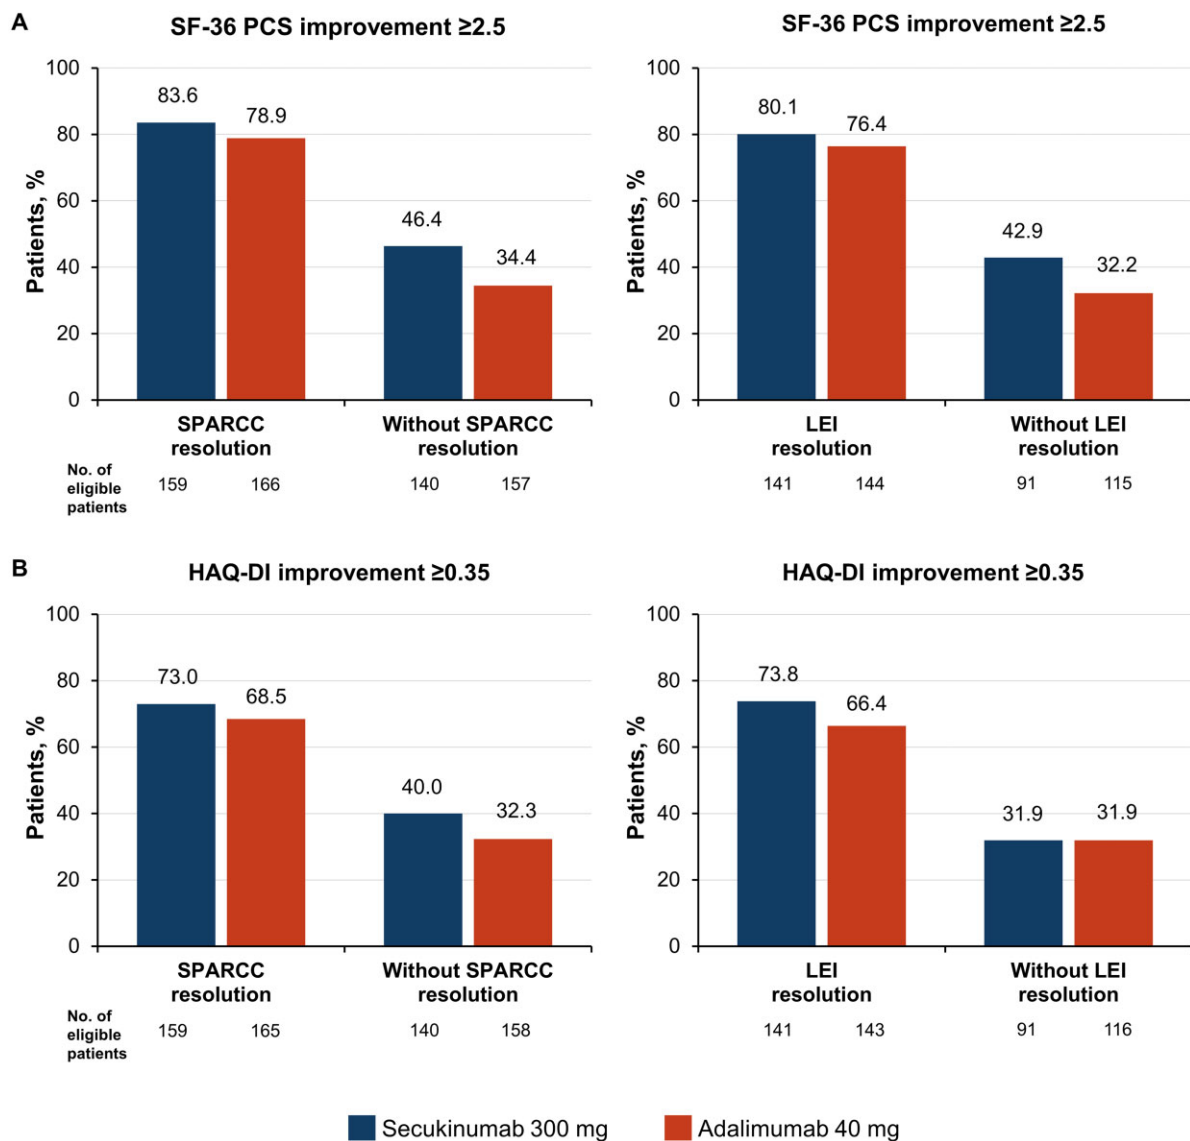 A
SF-36 PCS improvement ≥2.5
Patients, %
100
80
60
40
20
0
83.6
78.9
46.4
34.4
SPARCC
resolution
Without SPARCC
resolution
No. of
eligible
patients
159 166 140 157
SF-36 PCS improvement ≥2.5
Patients, %
100
80
60
40
20
0
80.1
76.4
42.9
32.2
LEI
resolution
Without LEI
resolution
141 144 91 115
B
HAQ-DI improvement ≥0.35
Patients, %
100
80
60
40
20
0
73.0
68.5
40.0
32.3
SPARCC
resolution
Without SPARCC
resolution
No. of
eligible
patients
159 165 140 158
HAQ-DI improvement ≥0.35
Patients, %
100
80
60
40
20
0
73.8
66.4
31.9
31.9
LEI
resolution
Without LEI
resolution
141 143 91 116
Secukinumab 300 mg
Adalimumab 40 mg